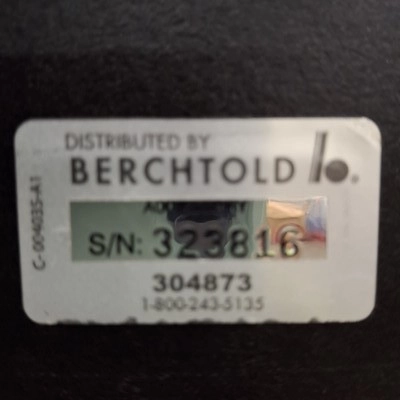 DISTRIBUTED BY
BERCHTOLD b®
S/N: 323816
304873
1-800-243-5135
C-004035-A1